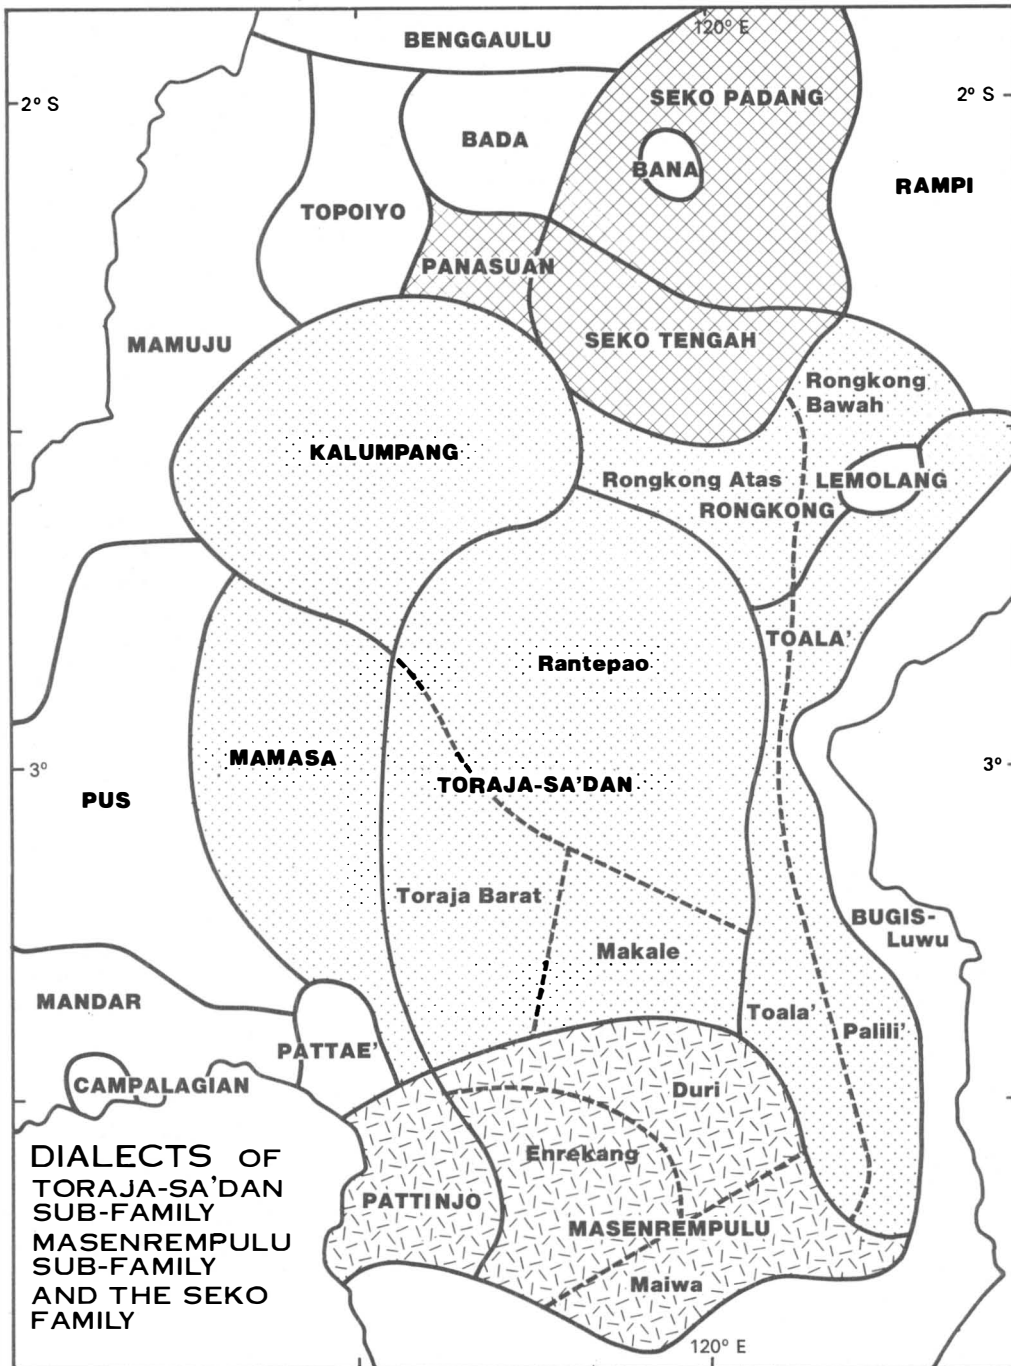 120° E
BENGGAULU
2° S
SEKO PADANG
2° S
BADA
BANA
RAMPI
TOPOIYO
PANASUAN
MAMUJU
SEKO TENGAH
Rongkong
Bawah
KALUMPANG
Rongkong Atas
LEMOLANG
RONGKONG
TOALA'
Rantepao
MAMASA
3°
TORAJA-SA'DAN
3°
PUS
Toraja Barat
BUGIS-
Luwu
Makale
MANDAR
Toala'
Palili'
PATTAE'
CAMPALAGIAN
Duri
Enrekang
PATTINJO
MASENREMPULU
Maiwa
DIALECTS OF
TORAJA-SA'DAN
SUB-FAMILY
MASENREMPULU
SUB-FAMILY
AND THE SEKO
FAMILY
120° E